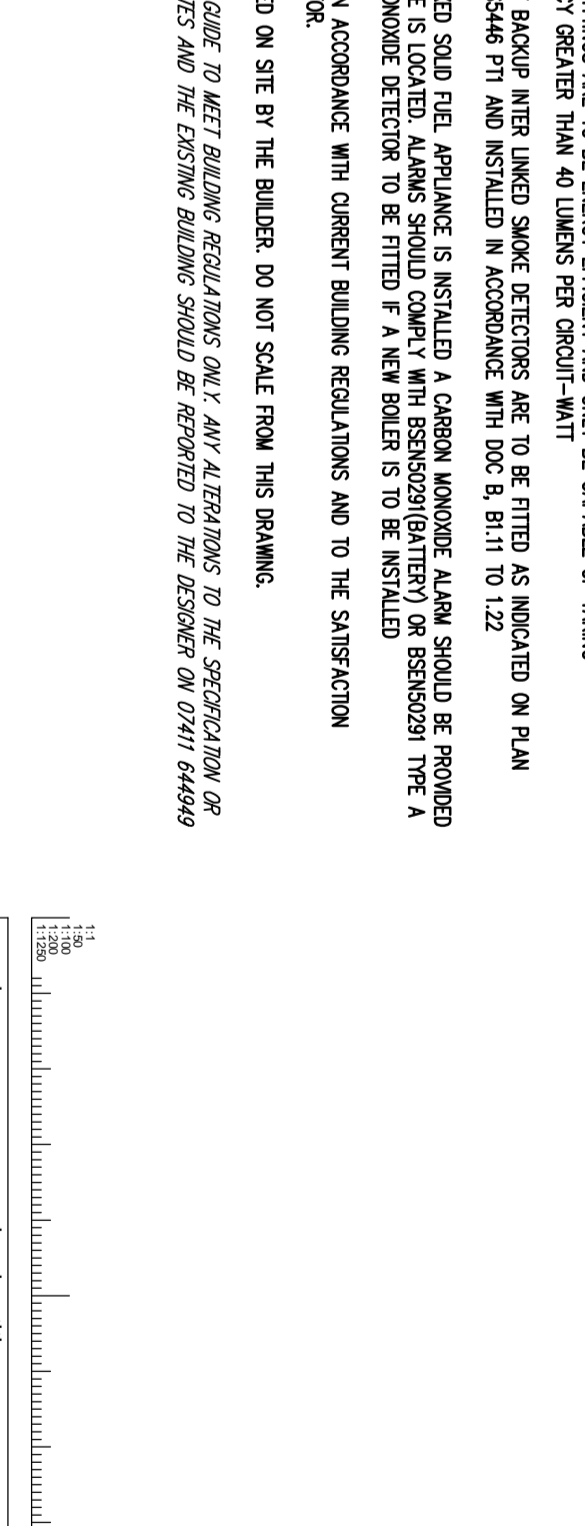 CY GREATER THAN 40 LUMENS PER CIRCUIT-WATT
BACKUP INTER LINKED SMOKE DETECTORS ARE TO BE FITTED AS INDICATED ON PLAN
5446 PT1 AND INSTALLED IN ACCORDANCE WITH DOC B, B1.11 TO 1.22
KED SOLID FUEL APPLIANCE IS INSTALLED A CARBON MONOXIDE ALARM SHOULD BE PROVIDED
E IS LOCATED. ALARMS SHOULD COMPLY WITH BSEN50291(BATTERY) OR BSEN50291 TYPE A
ONOXIDE DETECTOR TO BE FITTED IF A NEW BOILER IS TO BE INSTALLED
N ACCORDANCE WITH CURRENT BUILDING REGULATIONS AND TO THE SATISFACTION
TOR.
ED ON SITE BY THE BUILDER. DO NOT SCALE FROM THIS DRAWING.
GUIDE TO MEET BUILDING REGULATIONS ONLY. ANY ALTERATIONS TO THE SPECIFICATION OR
TES AND THE EXISTING BUILDING SHOULD BE REPORTED TO THE DESIGNER ON 07411 644949
1:1
1:50
1:100
1:200
1:1250